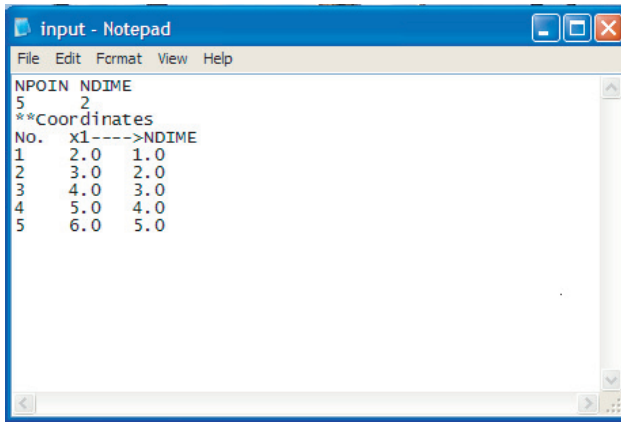 input - Notepad
File Edit Format View Help
NPOIN NDIME
5 2
**Coordinates
No. x1---->NDIME
1 2.0 1.0
2 3.0 2.0
3 4.0 3.0
4 5.0 4.0
5 6.0 5.0